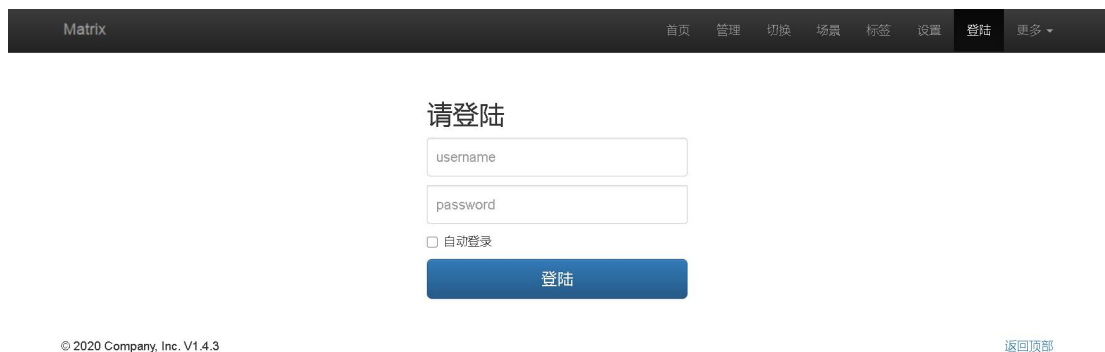 Matrix 首页 管理 切换 场景 标签 设置 登陆 更多
请登陆
username
password
自动登录
登陆
© 2020 Company, Inc. V1.4.3 返回顶部